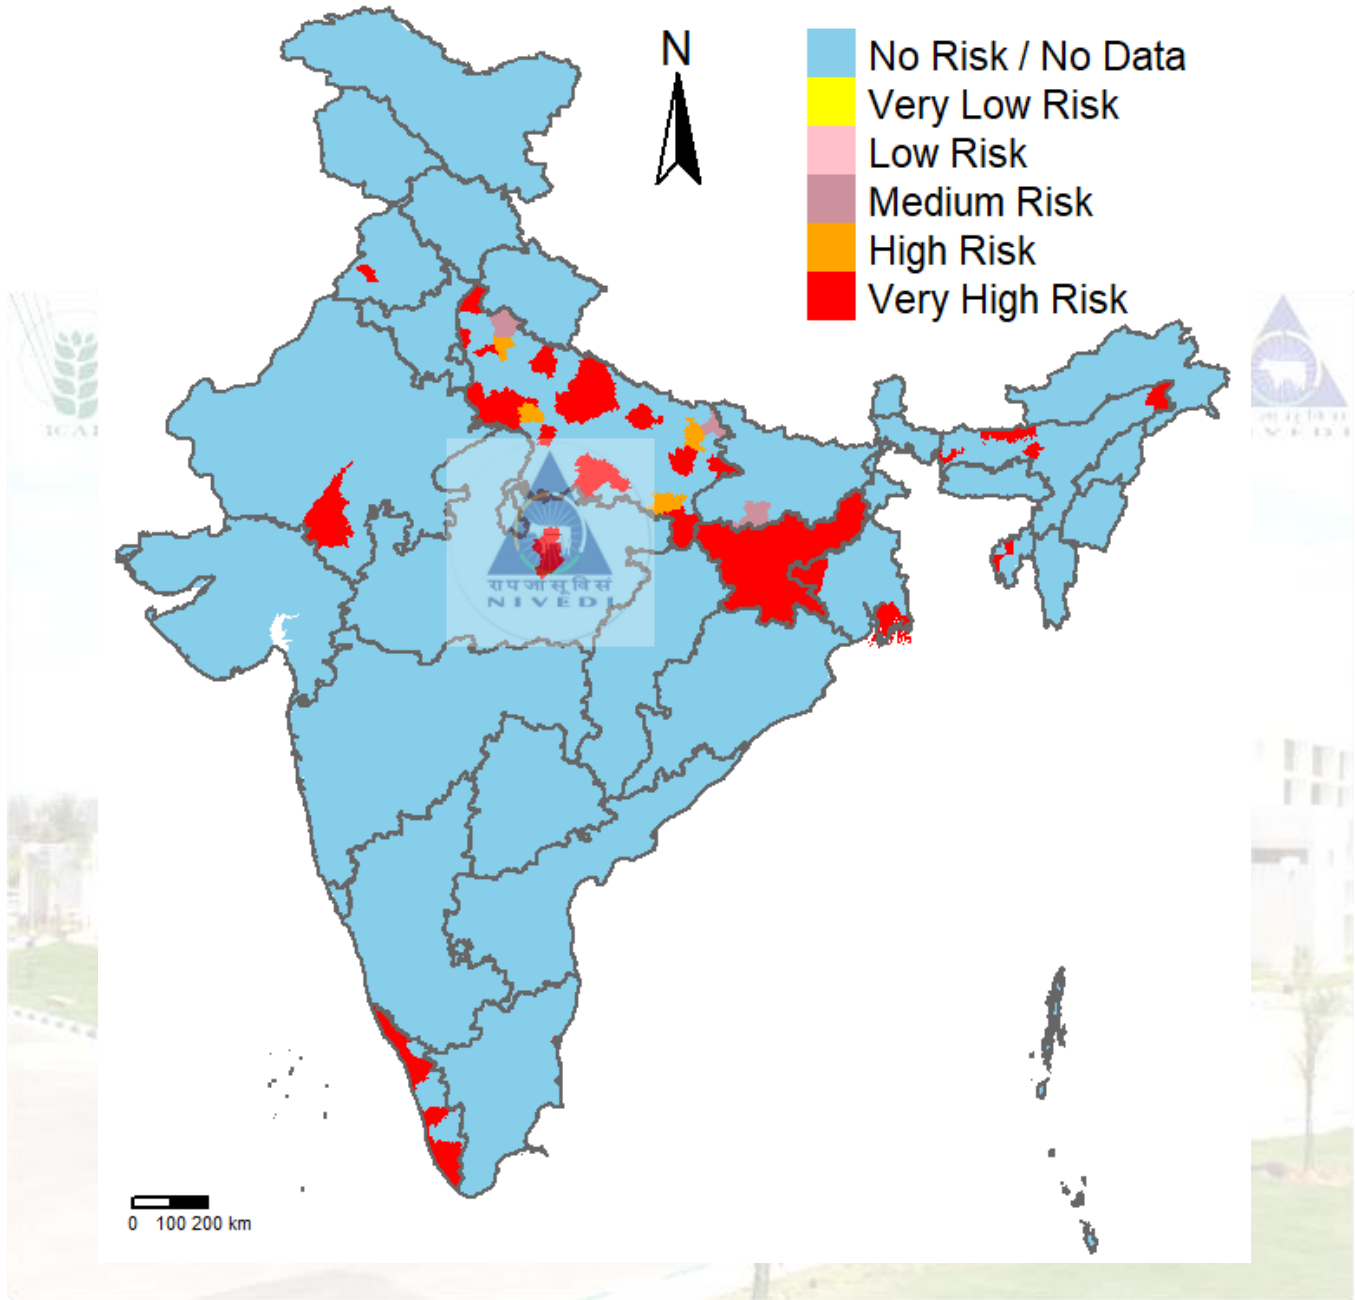 N
No Risk / No Data
Very Low Risk
Low Risk
Medium Risk
High Risk
Very High Risk
ICAR
रापजासूविसं
NIVEDI
0 100 200 km